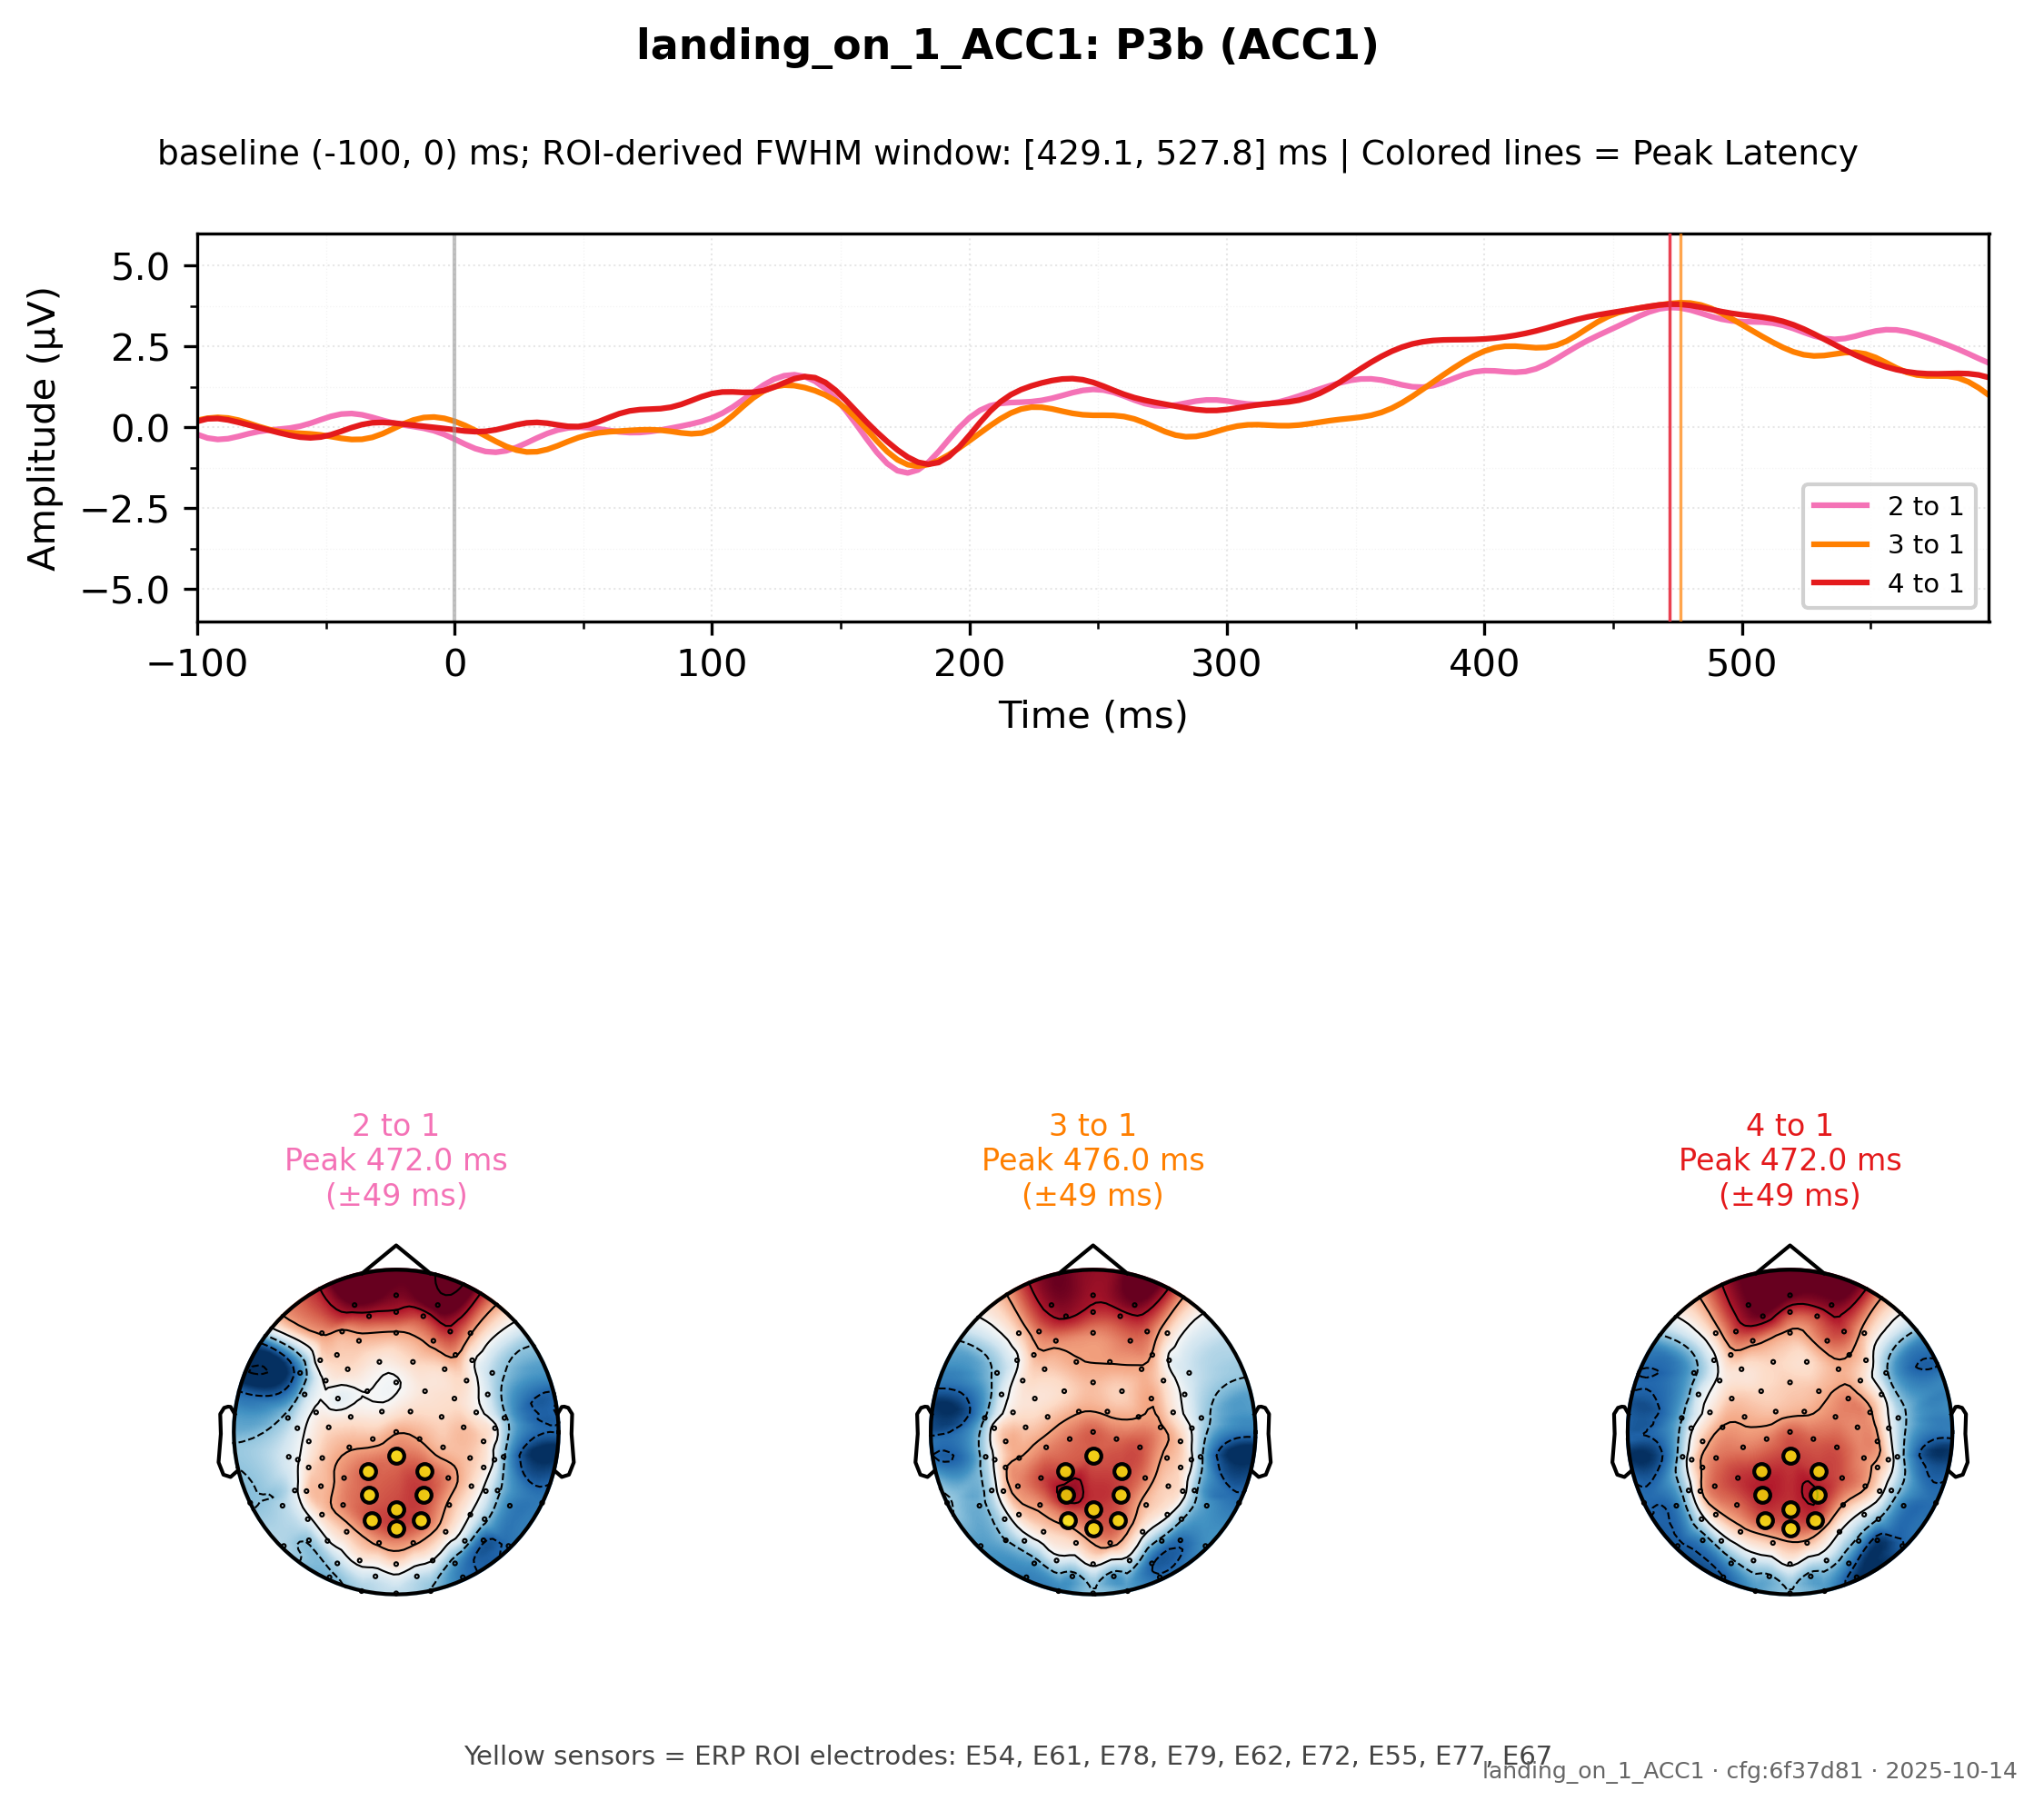 landing_on_1_ACC1: P3b (ACC1)
baseline (-100, 0) ms; ROI-derived FWHM window: [429.1, 527.8] ms | Colored lines = Peak Latency
Amplitude (µV)
5.0
2.5
0.0
−2.5
−5.0
2 to 1
3 to 1
4 to 1
−100 0 100 200 300 400 500
Time (ms)
2 to 1
Peak 472.0 ms
(±49 ms)
3 to 1
Peak 476.0 ms
(±49 ms)
4 to 1
Peak 472.0 ms
(±49 ms)
Yellow sensors = ERP ROI electrodes: E54, E61, E78, E79, E62, E72, E55, E77, E67
landing_on_1_ACC1 · cfg:6f37d81 · 2025-10-14